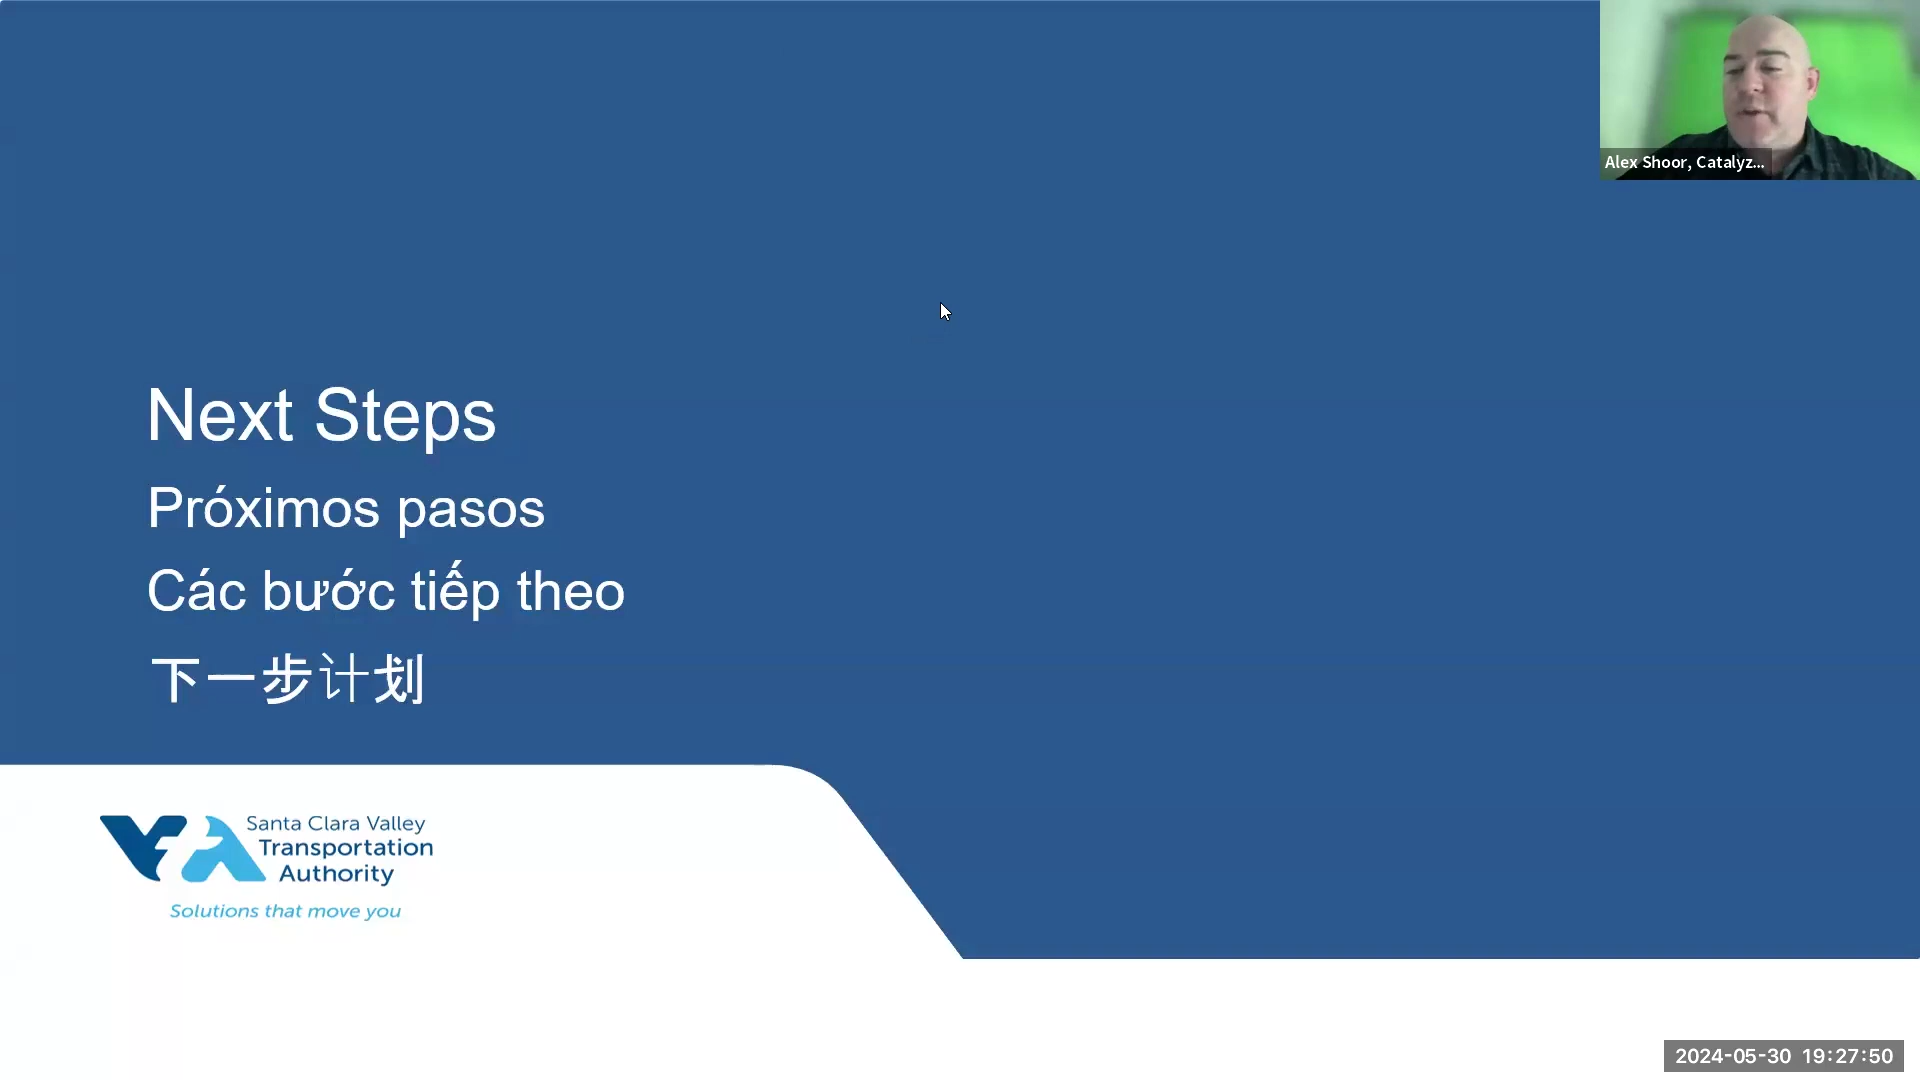 Alex Shoor, Catalyz...
Next Steps
Próximos pasos
Các bước tiếp theo
下一步计划
VTA
Santa Clara Valley
Transportation
Authority
Solutions that move you
2024-05-30 19:27:50